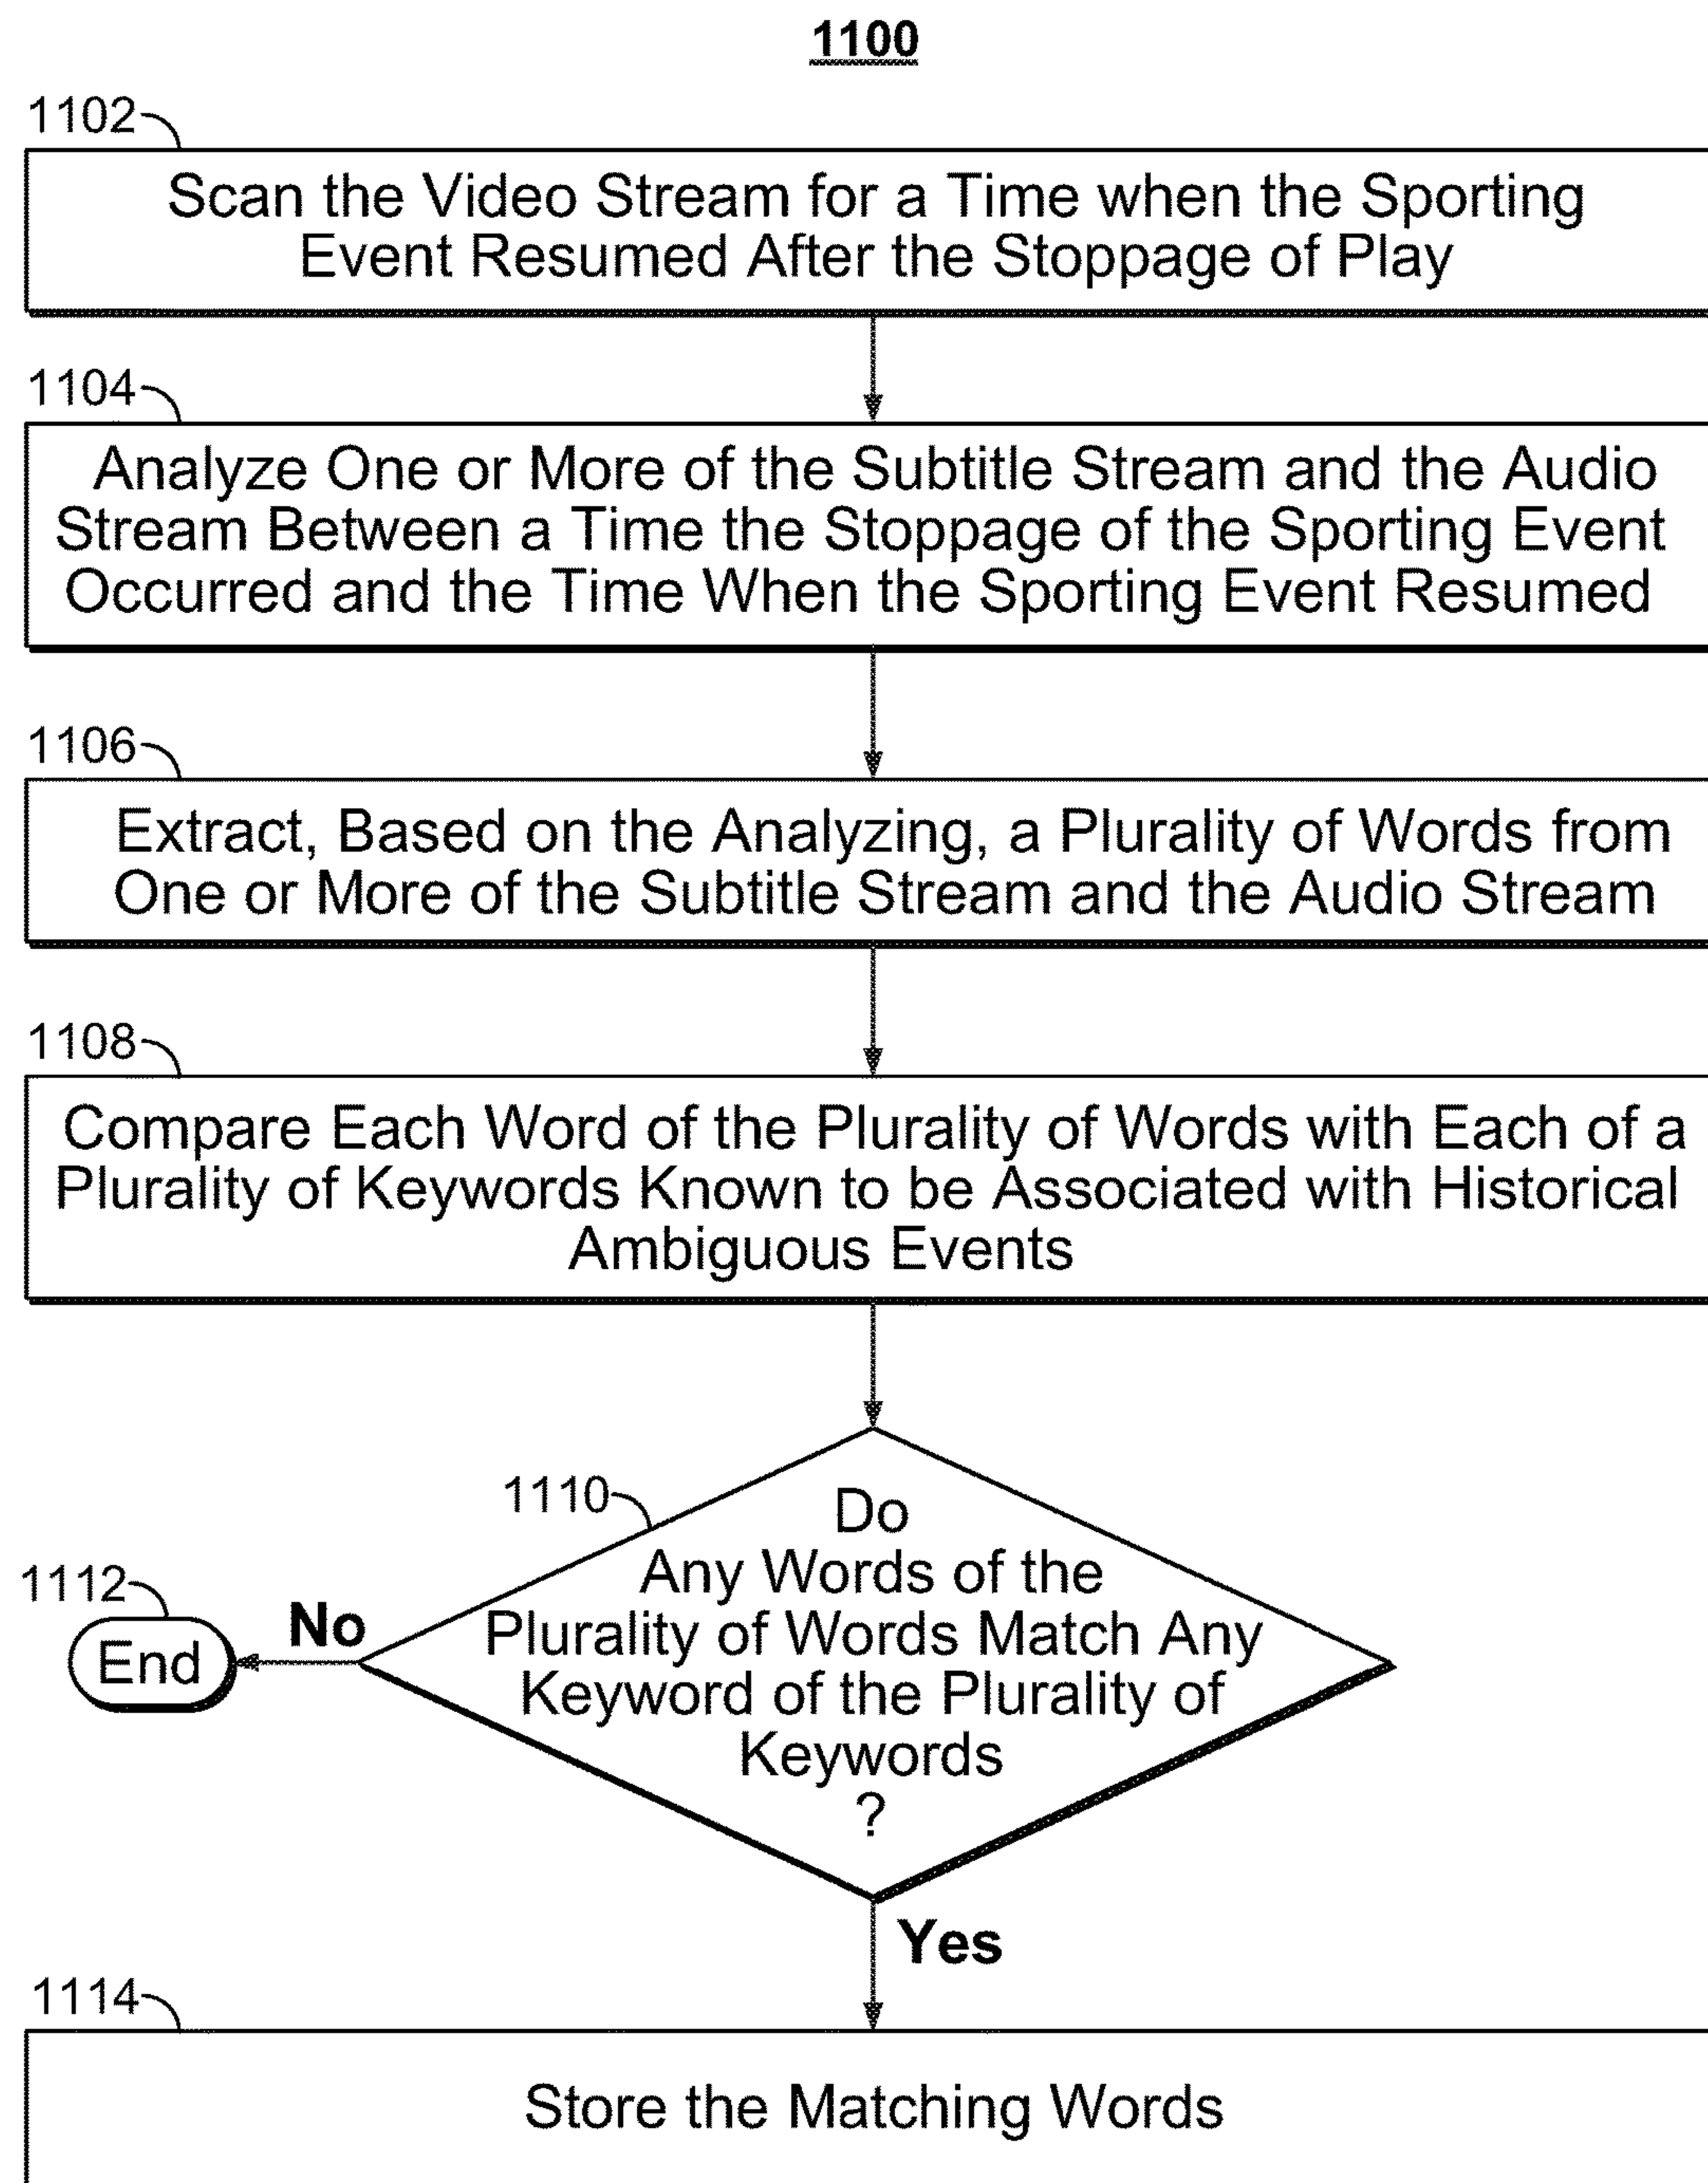 1100
1102
Scan the Video Stream for a Time when the Sporting
Event Resumed After the Stoppage of Play
1104
Analyze One or More of the Subtitle Stream and the Audio
Stream Between a Time the Stoppage of the Sporting Event
Occurred and the Time When the Sporting Event Resumed
1106
Extract, Based on the Analyzing, a Plurality of Words from
One or More of the Subtitle Stream and the Audio Stream
1108
Compare Each Word of the Plurality of Words with Each of a
Plurality of Keywords Known to be Associated with Historical
Ambiguous Events
1110
Do
Any Words of the
Plurality of Words Match Any
Keyword of the Plurality of
Keywords
?
1112
End
No
Yes
1114
Store the Matching Words